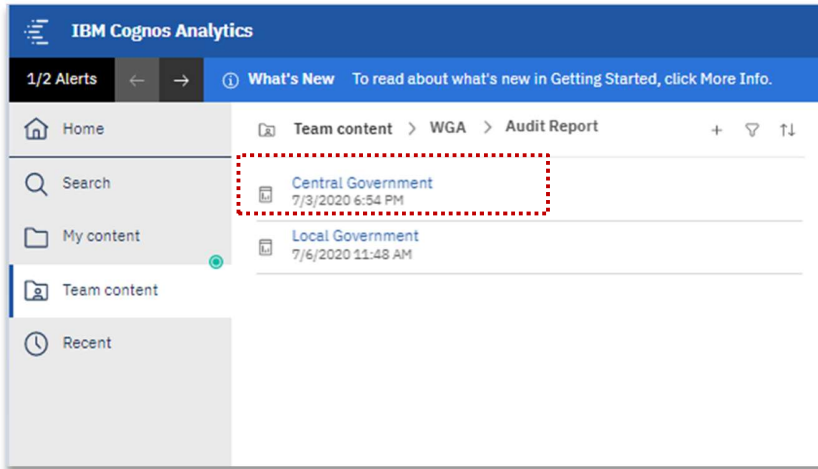 IBM Cognos Analytics
1/2 Alerts ← → What's New To read about what's new in Getting Started, click More Info.
Home
Search
My content
Team content
Recent
Team content > WGA > Audit Report
Central Government
7/3/2020 6:54 PM
Local Government
7/6/2020 11:48 AM